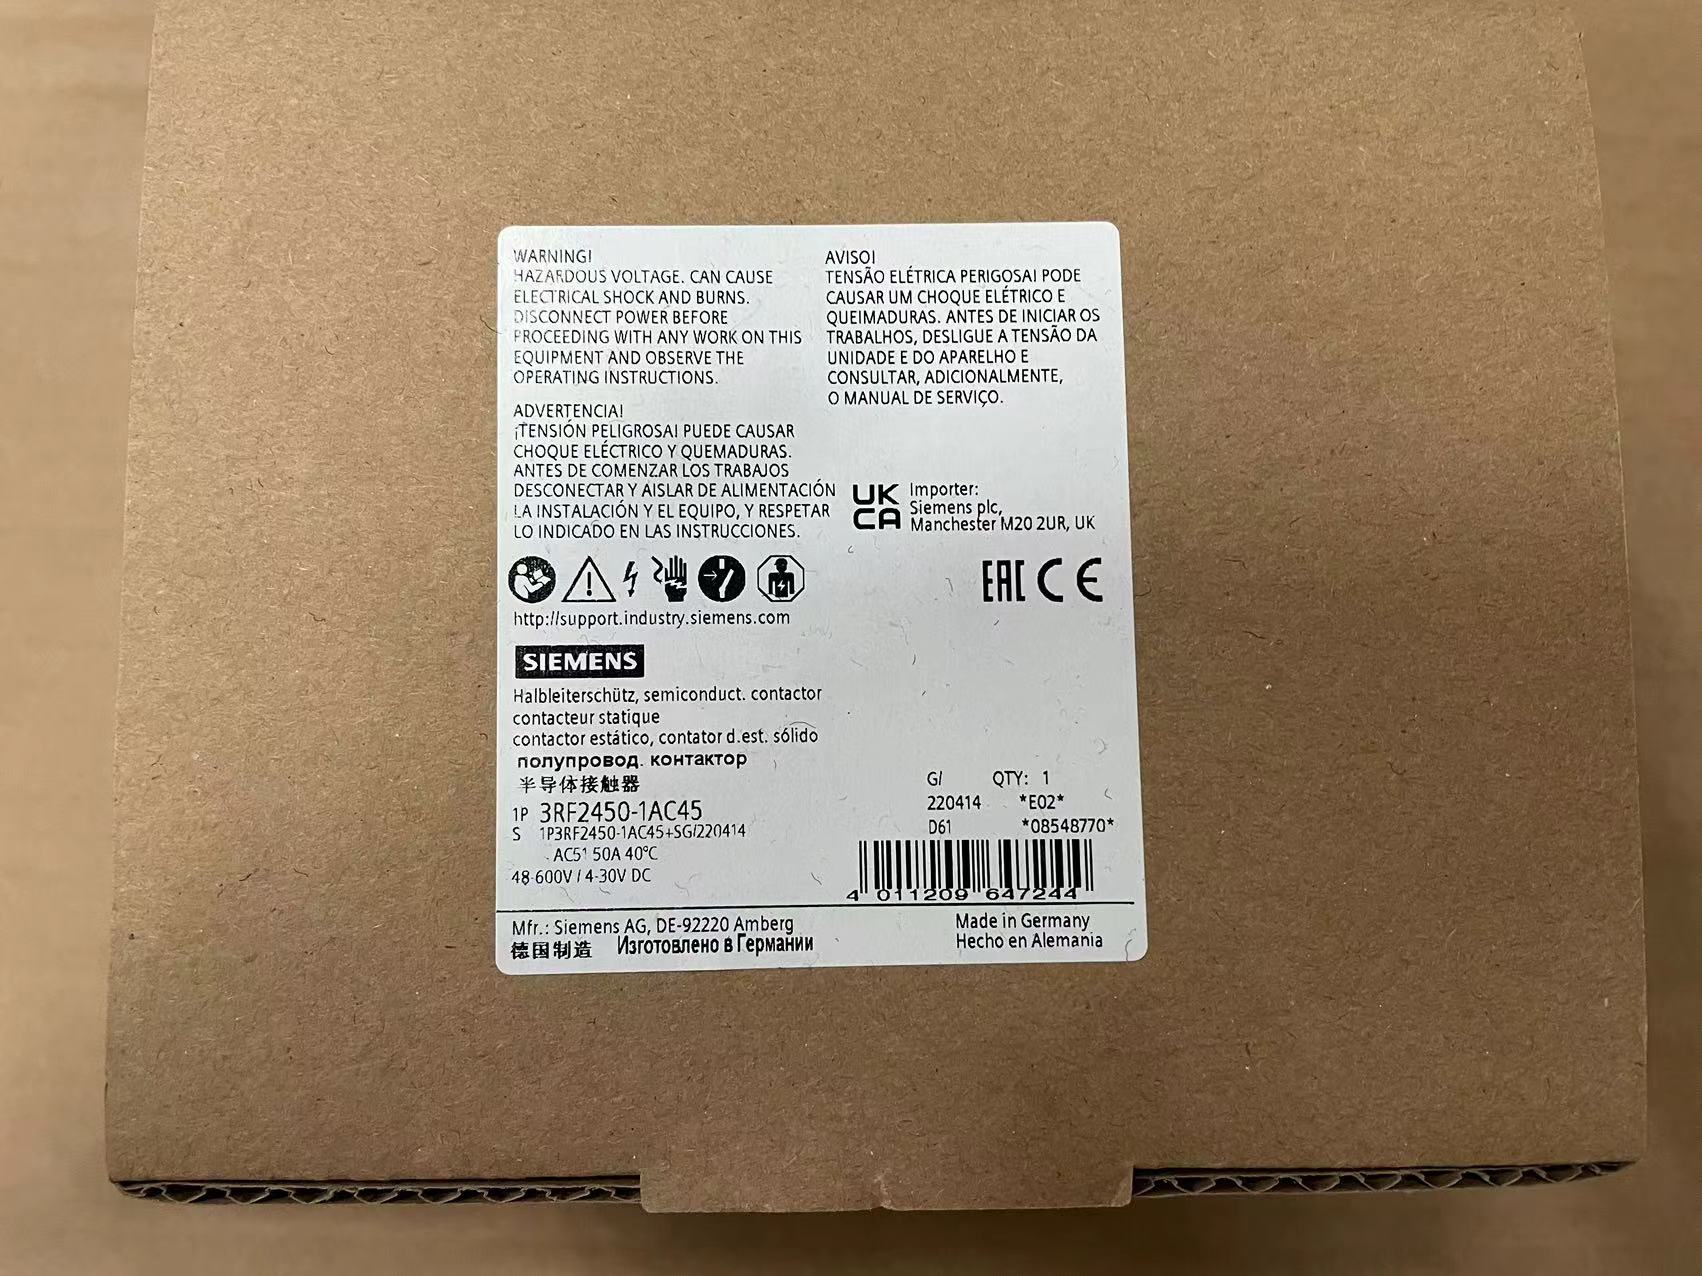 WARNING!
HAZARDOUS VOLTAGE. CAN CAUSE
ELECTRICAL SHOCK AND BURNS.
DISCONNECT POWER BEFORE
PROCEEDING WITH ANY WORK ON THIS
EQUIPMENT AND OBSERVE THE
OPERATING INSTRUCTIONS.
ADVERTENCIA!
¡TENSIÓN PELIGROSA! PUEDE CAUSAR
CHOQUE ELÉCTRICO Y QUEMADURAS.
ANTES DE COMENZAR LOS TRABAJOS
DESCONECTAR Y AISLAR DE ALIMENTACIÓN
LA INSTALACIÓN Y EL EQUIPO, Y RESPETAR
LO INDICADO EN LAS INSTRUCCIONES.
AVISO!
TENSÃO ELÉTRICA PERIGOSA! PODE
CAUSAR UM CHOQUE ELÉTRICO E
QUEIMADURAS. ANTES DE INICIAR OS
TRABALHOS, DESLIGUE A TENSÃO DA
UNIDADE E DO APARELHO E
CONSULTAR, ADICIONALMENTE,
O MANUAL DE SERVIÇO.
UK
CA
Importer:
Siemens plc,
Manchester M20 2UR, UK
EAC CE
http://support.industry.siemens.com
SIEMENS
Halbleiterschütz, semiconduct. contactor
contacteur statique
contactor estático, contator d.est. sólido
полупровод. контактор
半导体接触器
1P 3RF2450-1AC45
S 1P3RF2450-1AC45+SG/220414
AC51 50A 40°C
48-600V / 4-30V DC
G/ QTY: 1
220414 *E02*
D61 *08548770*
4 011209 647244
Mfr.: Siemens AG, DE-92220 Amberg
德国制造 Изготовлено в Германии
Made in Germany
Hecho en Alemania